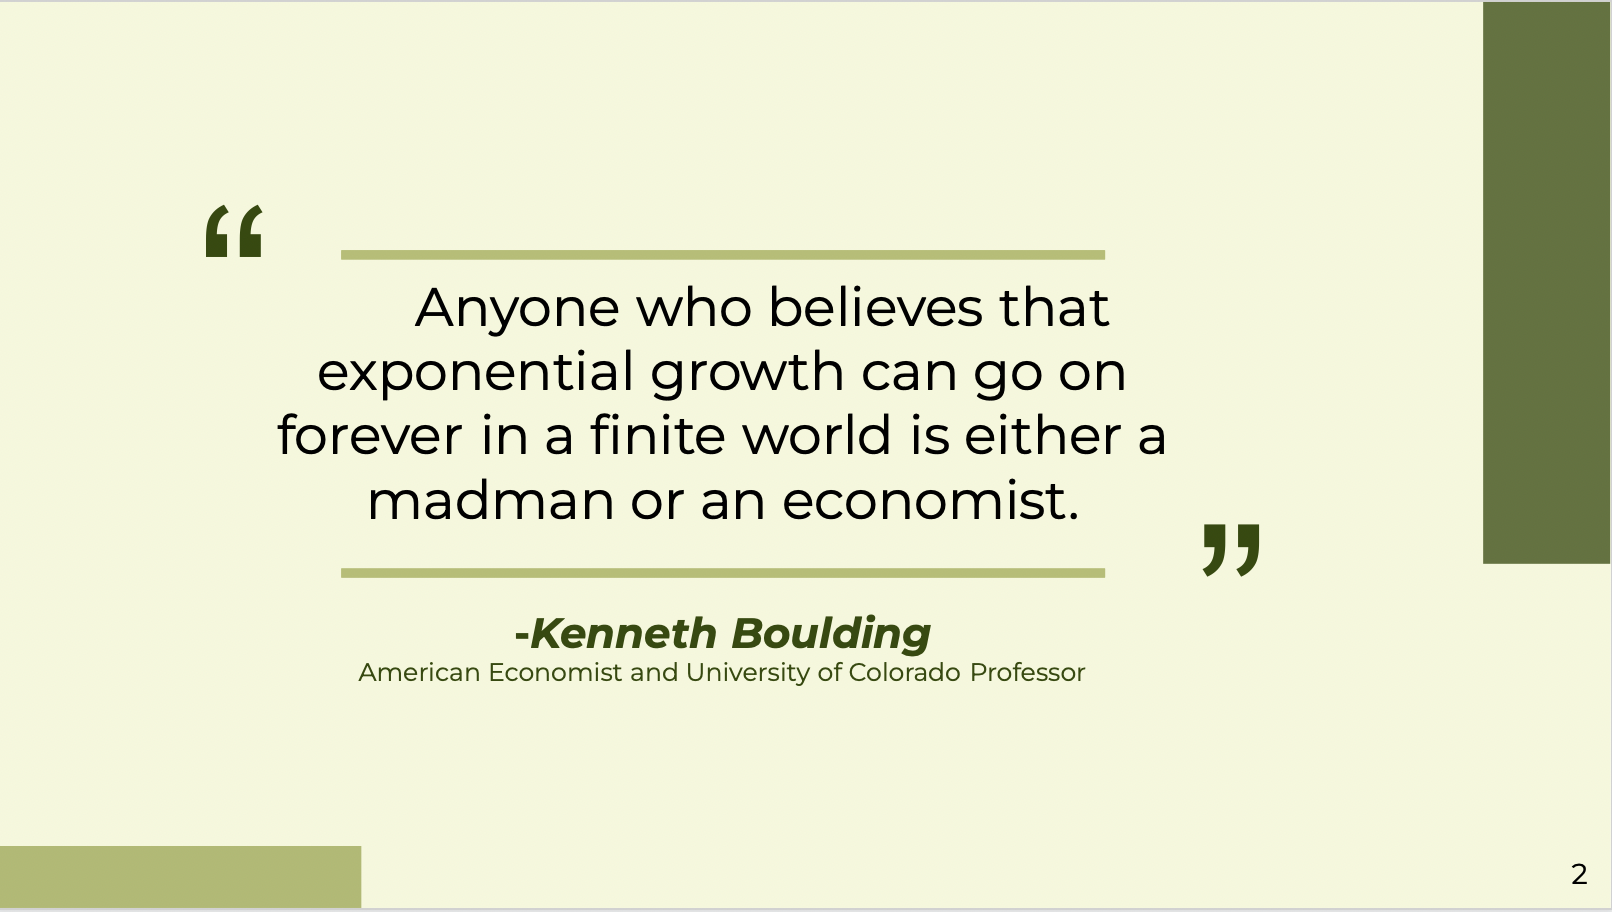 “
Anyone who believes that
exponential growth can go on
forever in a finite world is either a
madman or an economist.
”
-Kenneth Boulding
American Economist and University of Colorado Professor
2